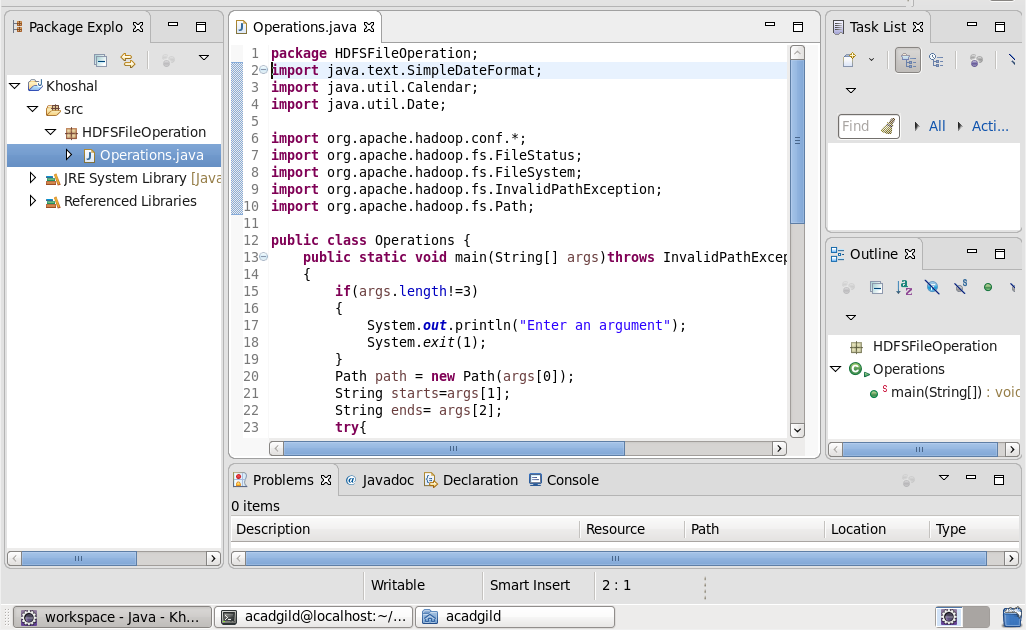 Package Explo
Khoshal
src
HDFSFileOperation
Operations.java
JRE System Library [Java
Referenced Libraries
Operations.java
1 package HDFSFileOperation;
2 import java.text.SimpleDateFormat;
3 import java.util.Calendar;
4 import java.util.Date;
5
6 import org.apache.hadoop.conf.*;
7 import org.apache.hadoop.fs.FileStatus;
8 import org.apache.hadoop.fs.FileSystem;
9 import org.apache.hadoop.fs.InvalidPathException;
10 import org.apache.hadoop.fs.Path;
11
12 public class Operations {
13 public static void main(String[] args)throws InvalidPathExcep
14 {
15 if(args.length!=3)
16 {
17 System.out.println("Enter an argument");
18 System.exit(1);
19 }
20 Path path = new Path(args[0]);
21 String starts=args[1];
22 String ends= args[2];
23 try{
Task List
Find All Acti...
Outline
HDFSFileOperation
Operations
main(String[]) : void
Problems @ Javadoc Declaration Console
0 items
Description Resource Path Location Type
Writable Smart Insert 2 : 1
workspace - Java - Kh... acadgild@localhost:~/... acadgild